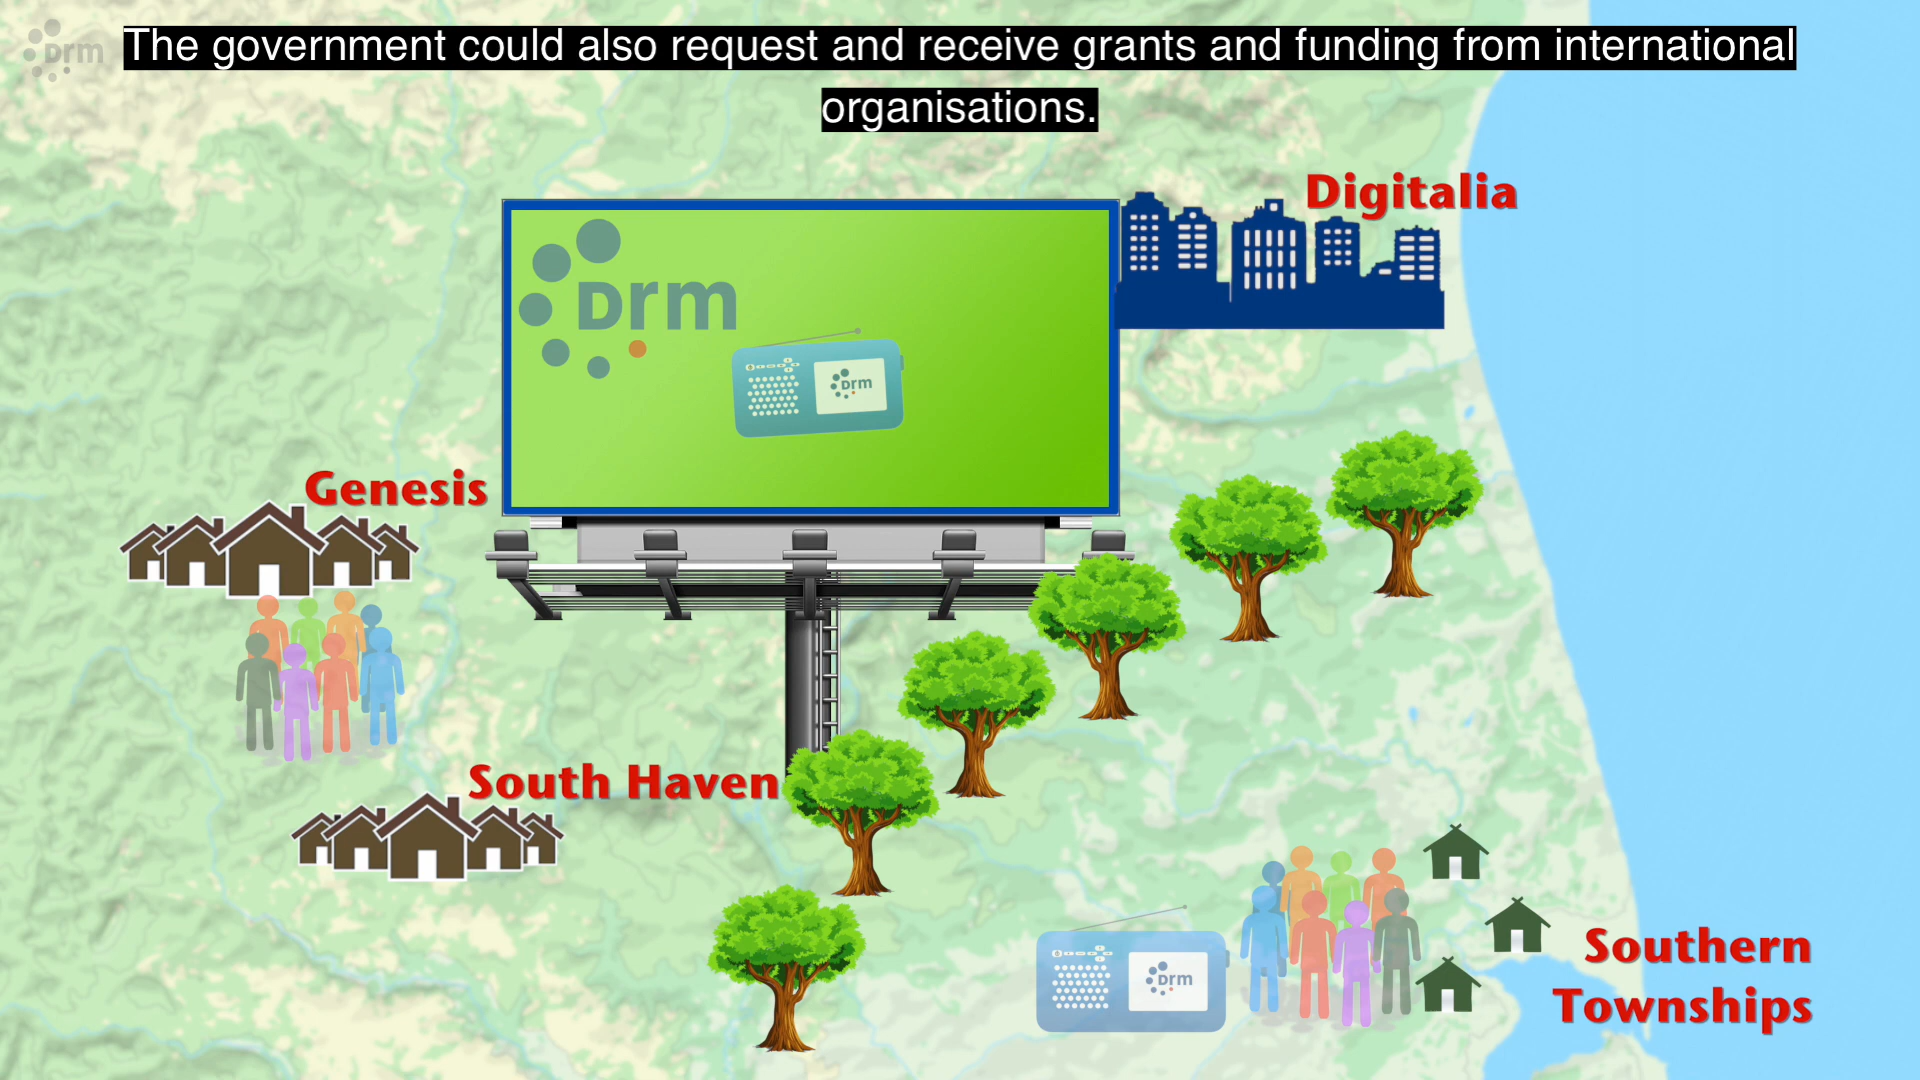 Drm
The government could also request and receive grants and funding from international
organisations.
Digitalia
Drm
Drm
Genesis
South Haven
Drm
Southern
Townships